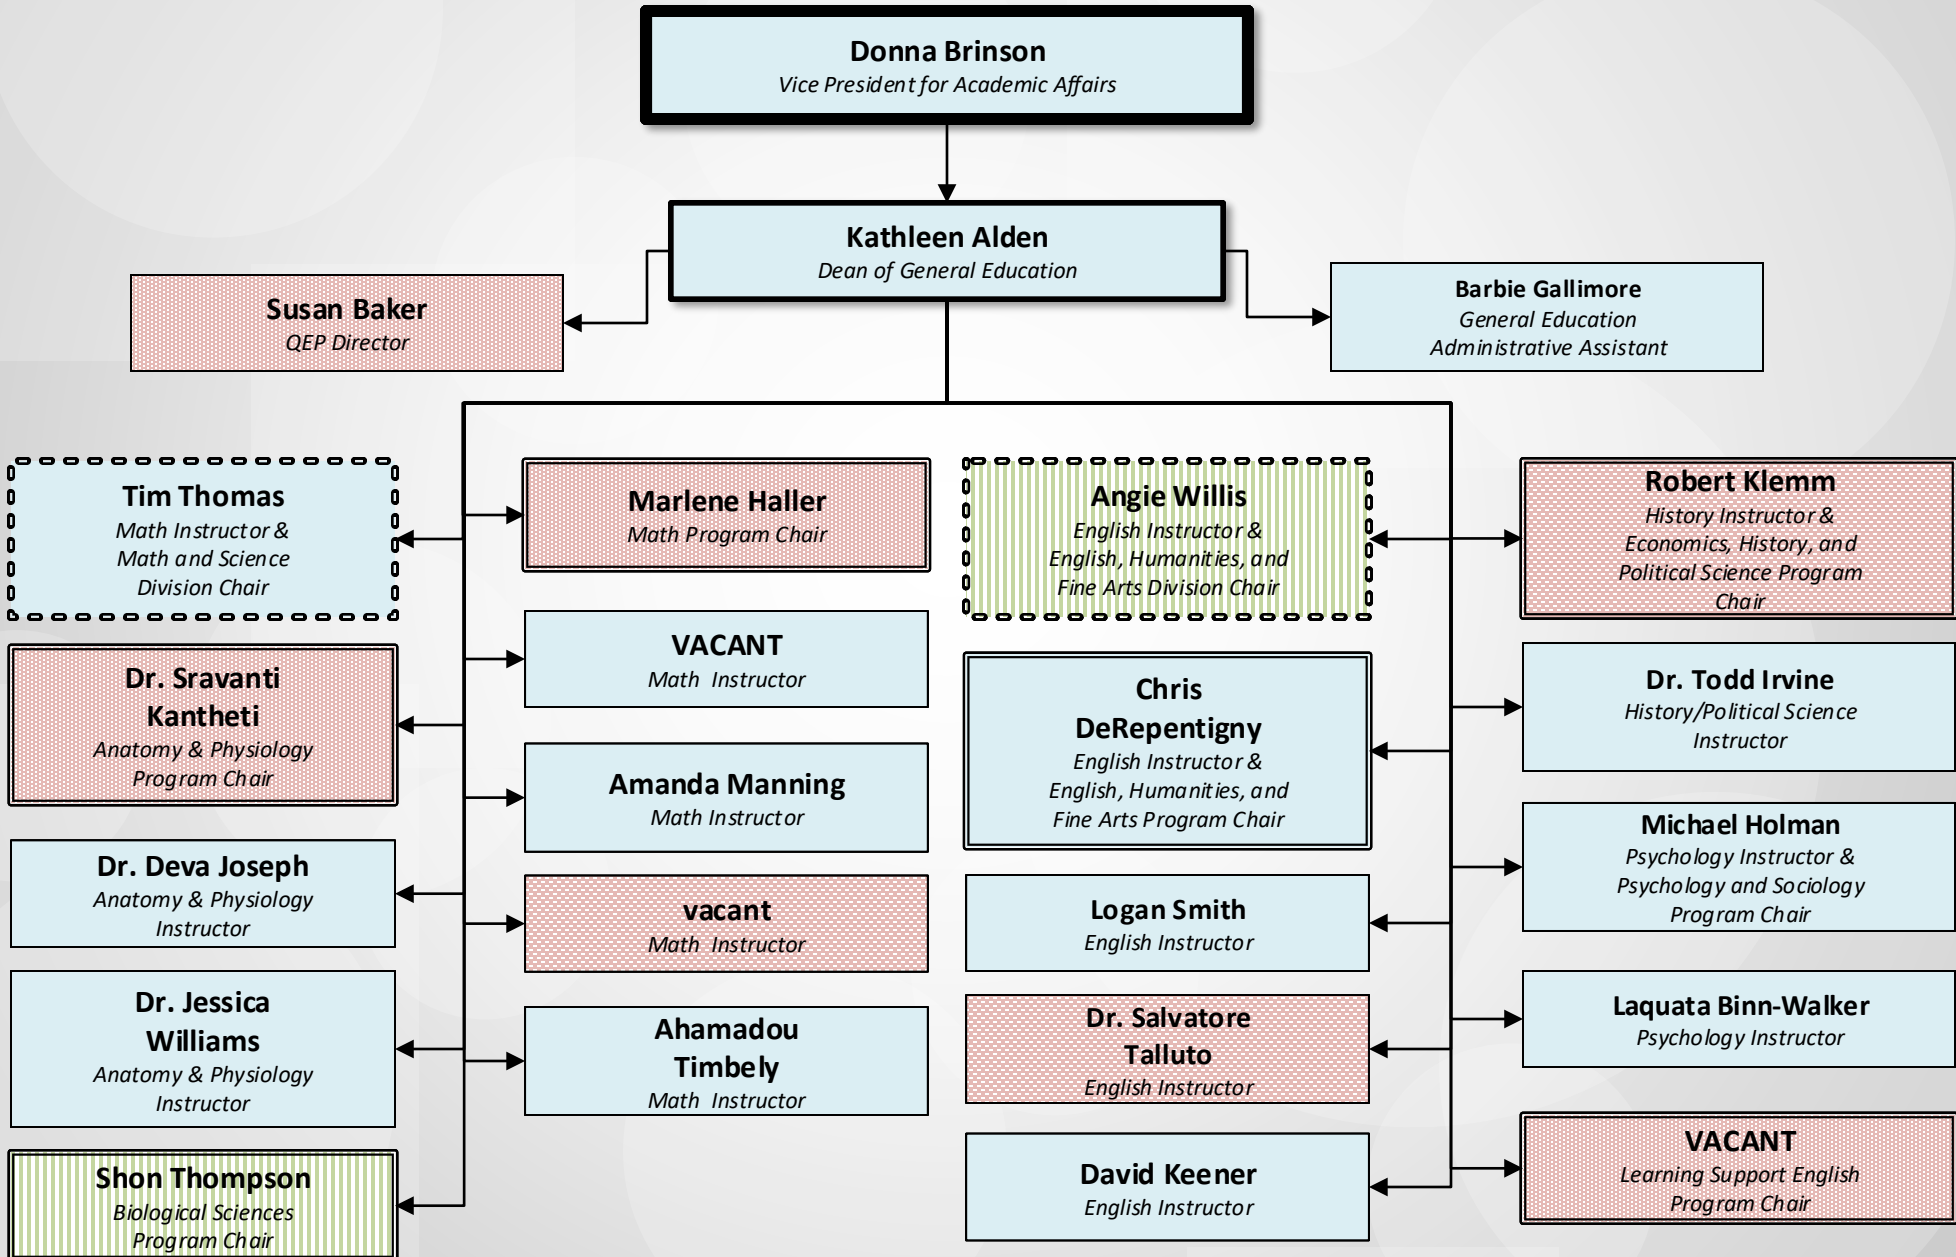 Donna Brinson
Vice President for Academic Affairs
Kathleen Alden
Dean of General Education
Susan Baker
QEP Director
Barbie Gallimore
General Education
Administrative Assistant
Tim Thomas
Math Instructor &
Math and Science
Division Chair
Dr. Sravanti
Kantheti
Anatomy & Physiology
Program Chair
Dr. Deva Joseph
Anatomy & Physiology
Instructor
Dr. Jessica
Williams
Anatomy & Physiology
Instructor
Shon Thompson
Biological Sciences
Program Chair
Marlene Haller
Math Program Chair
VACANT
Math Instructor
Amanda Manning
Math Instructor
vacant
Math Instructor
Ahamadou
Timbely
Math Instructor
Angie Willis
English Instructor &
English, Humanities, and
Fine Arts Division Chair
Chris
DeRepentigny
English Instructor &
English, Humanities, and
Fine Arts Program Chair
Logan Smith
English Instructor
Dr. Salvatore
Talluto
English Instructor
David Keener
English Instructor
Robert Klemm
History Instructor &
Economics, History, and
Political Science Program
Chair
Dr. Todd Irvine
History/Political Science
Instructor
Michael Holman
Psychology Instructor &
Psychology and Sociology
Program Chair
Laquata Binn-Walker
Psychology Instructor
VACANT
Learning Support English
Program Chair